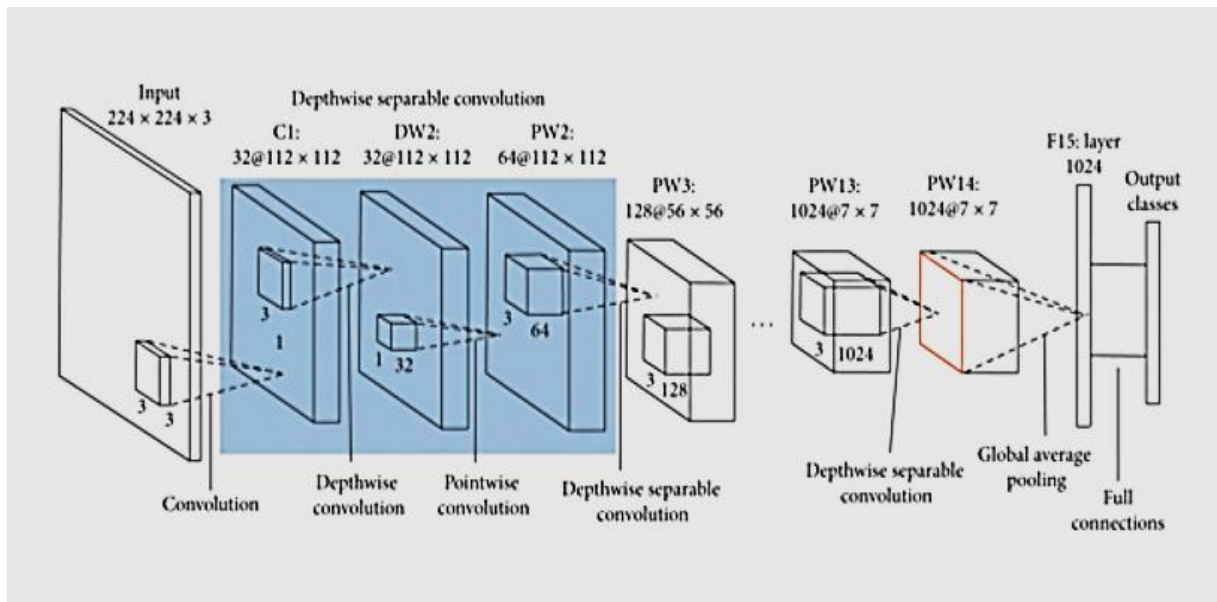 Input
224 × 224 × 3
Depthwise separable convolution
C1:
32@112 × 112
DW2:
32@112 × 112
PW2:
64@112 × 112
PW3:
128@56 × 56
PW13:
1024@7 × 7
PW14:
1024@7 × 7
F15: layer
1024
Output
classes
3
3
3
1
1
32
3
64
3
128
...
3
1024
Convolution
Depthwise
convolution
Pointwise
convolution
Depthwise separable
convolution
Depthwise separable
convolution
Global average
pooling
Full
connections